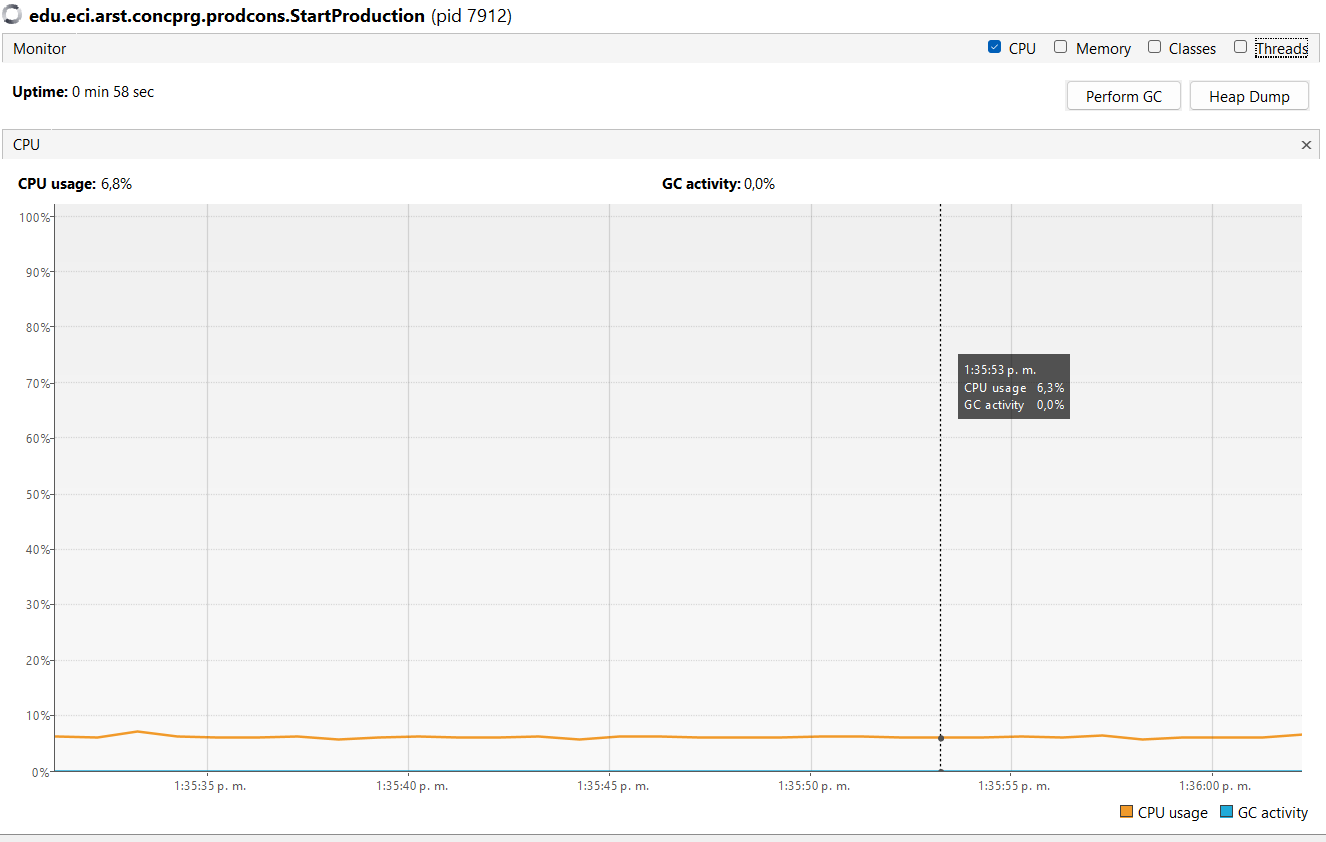 edu.eci.arst.concprg.prodcons.StartProduction (pid 7912)
Monitor CPU Memory Classes Threads
Uptime: 0 min 58 sec Perform GC Heap Dump
CPU ×
CPU usage: 6,8% GC activity: 0,0%
100%
90%
80%
70%
1:35:53 p. m.
CPU usage 6,3%
GC activity 0,0%
60%
50%
40%
30%
20%
10%
0%
1:35:35 p. m. 1:35:40 p. m. 1:35:45 p. m. 1:35:50 p. m. 1:35:55 p. m. 1:36:00 p. m.
CPU usage GC activity